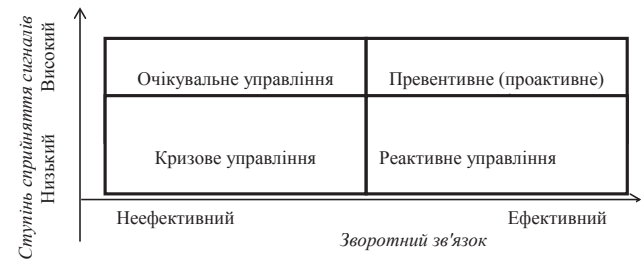 Ступінь сприйняття сигналів
Високий
Низький
Очікувальне управління
Превентивне (проактивне)
Кризове управління
Реактивне управління
Неефективний
Ефективний
Зворотний зв'язок